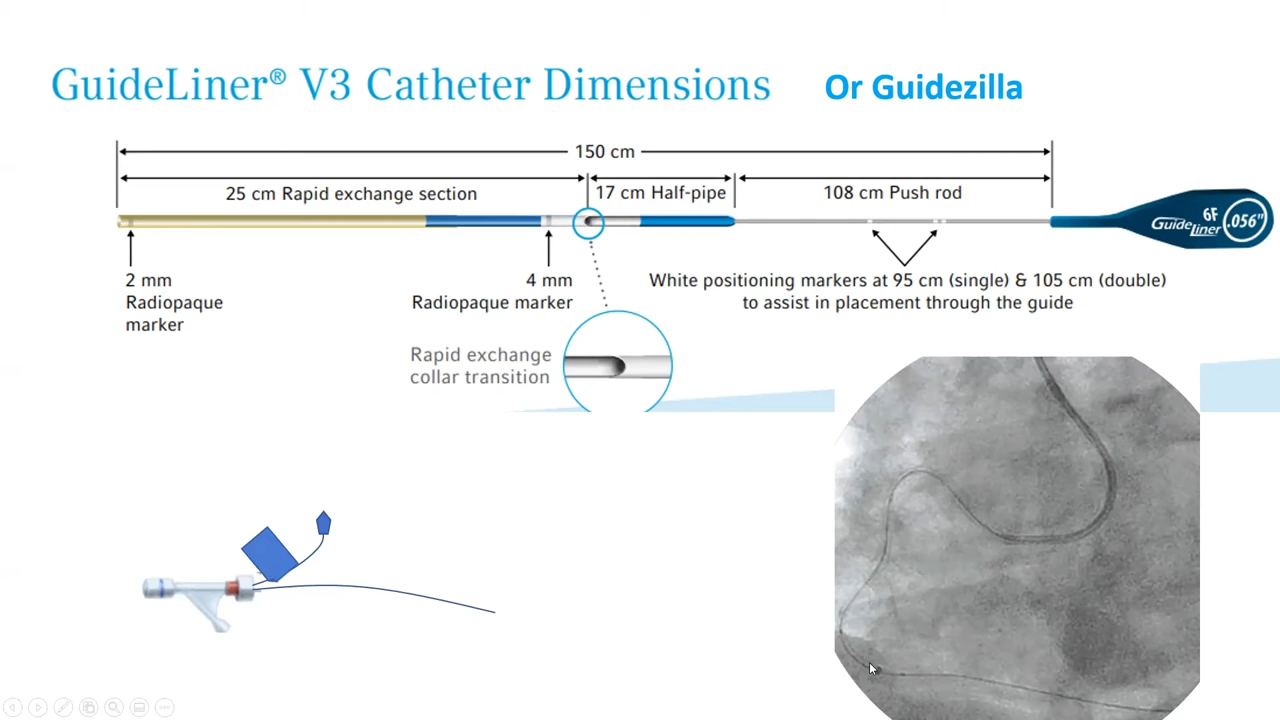 GuideLiner® V3 Catheter Dimensions
Or Guidezilla
150 cm
25 cm Rapid exchange section
17 cm Half-pipe
108 cm Push rod
6F
GuideLiner
.056"
2 mm
Radiopaque
marker
4 mm
Radiopaque marker
White positioning markers at 95 cm (single) & 105 cm (double)
to assist in placement through the guide
Rapid exchange
collar transition